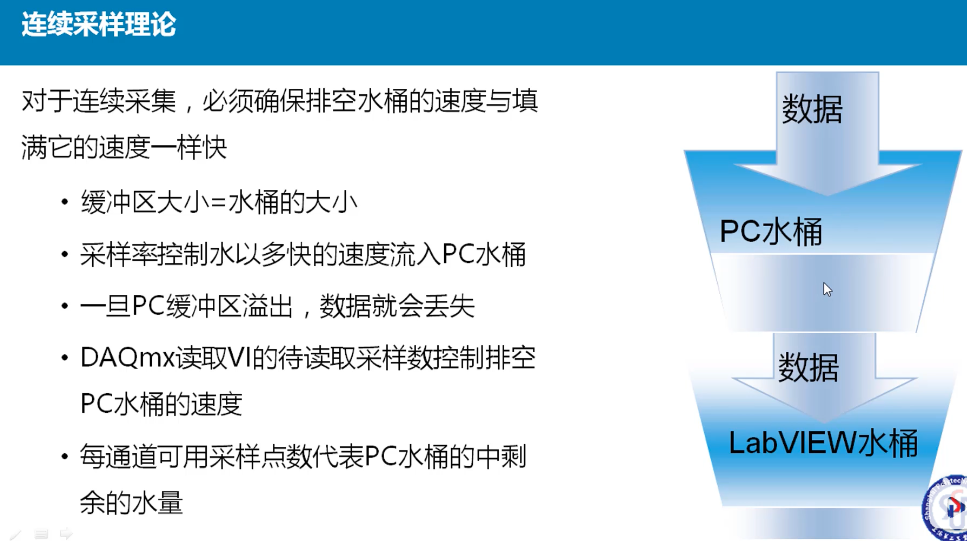 连续采样理论
对于连续采集，必须确保排空水桶的速度与填
满它的速度一样快
• 缓冲区大小=水桶的大小
• 采样率控制水以多快的速度流入PC水桶
• 一旦PC缓冲区溢出，数据就会丢失
• DAQmx读取VI的待读取采样数控制排空
PC水桶的速度
• 每通道可用采样点数代表PC水桶的中剩
余的水量
数据
PC水桶
数据
LabVIEW水桶